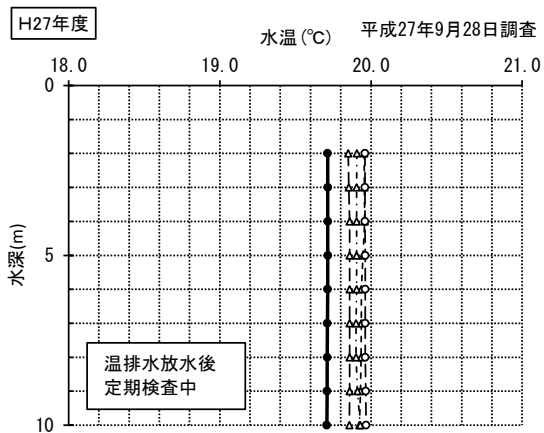 H27年度
水温(℃) 平成27年9月28日調査
18.0 19.0 20.0 21.0
0
5
10
水深(m)
温排水放水後
定期検査中